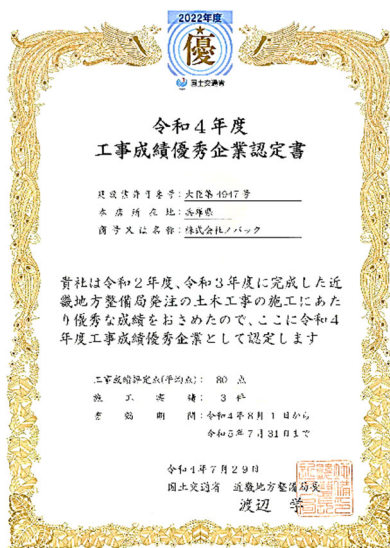 2022年度
優
国土交通省
令和4年度
工事成績優秀企業認定書
建設業許可番号：大臣第4947号
本店所在地：兵庫県
商号又は名称：株式会社ノバック
貴社は令和2年度、令和3年度に完成した近
畿地方整備局発注の土木工事の施工にあた
り優秀な成績をおさめたので、ここに令和4
年度工事成績優秀企業として認定します
工事成績評定点(平均点)： 80 点
施工実績： 3 件
有効期間：令和4年8月1日から
令和5年7月31日まで
令和4年7月29日
国土交通省 近畿地方整備局長
渡辺 学